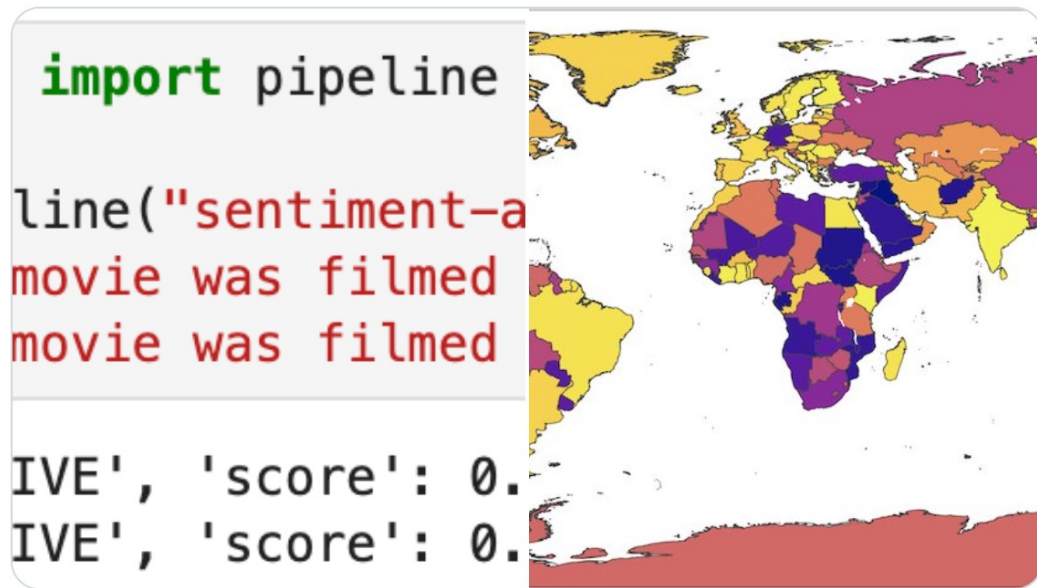 import pipeline
line("sentiment-a
movie was filmed
movie was filmed
IVE', 'score': 0.
IVE', 'score': 0.